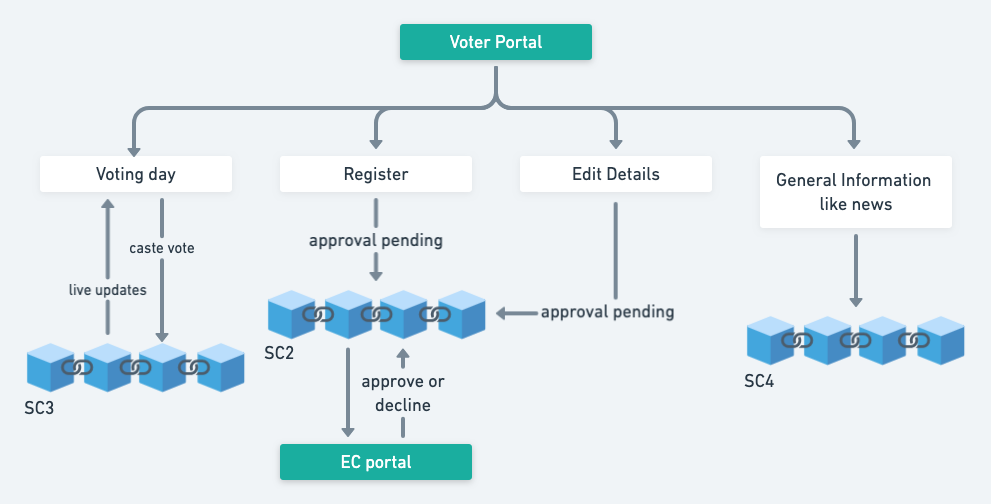 Voter Portal
Voting day
Register
Edit Details
General Information
like news
caste vote
live updates
approval pending
approval pending
SC3
SC2
SC4
approve or
decline
EC portal